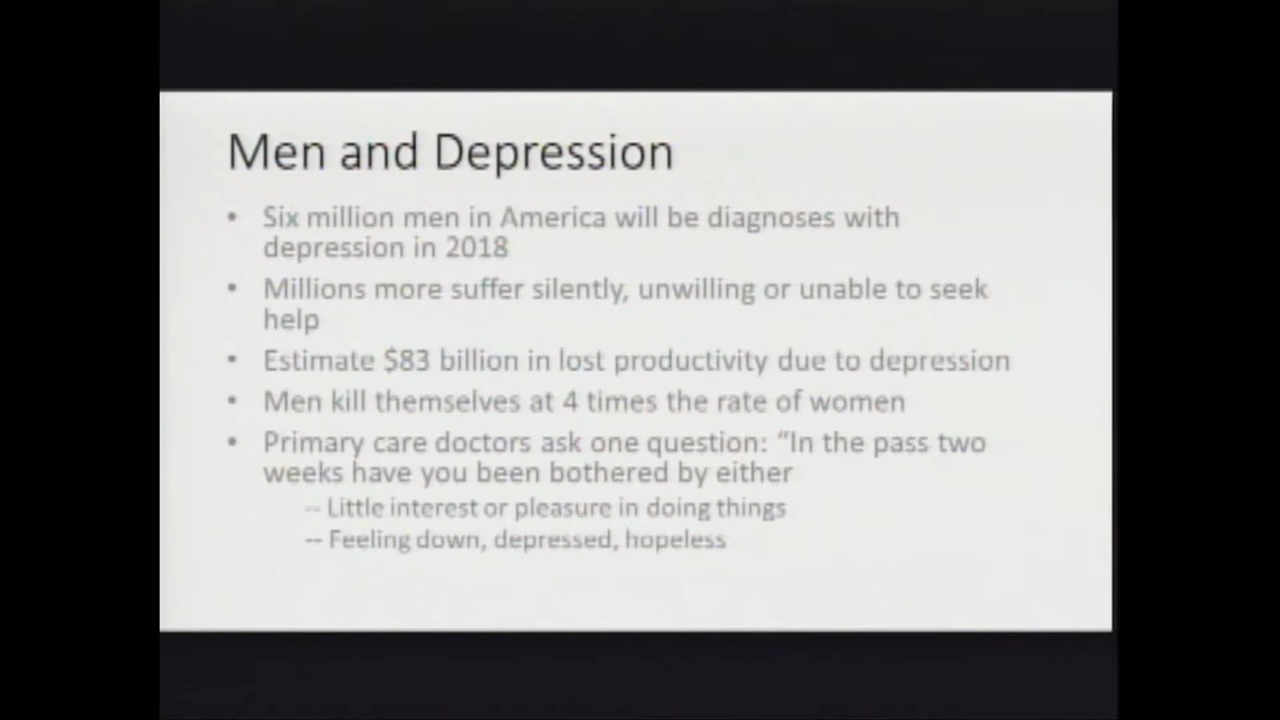 Men and Depression
• Six million men in America will be diagnoses with
depression in 2018
• Millions more suffer silently, unwilling or unable to seek
help
• Estimate $83 billion in lost productivity due to depression
• Men kill themselves at 4 times the rate of women
• Primary care doctors ask one question: “In the pass two
weeks have you been bothered by either
-- Little interest or pleasure in doing things
-- Feeling down, depressed, hopeless